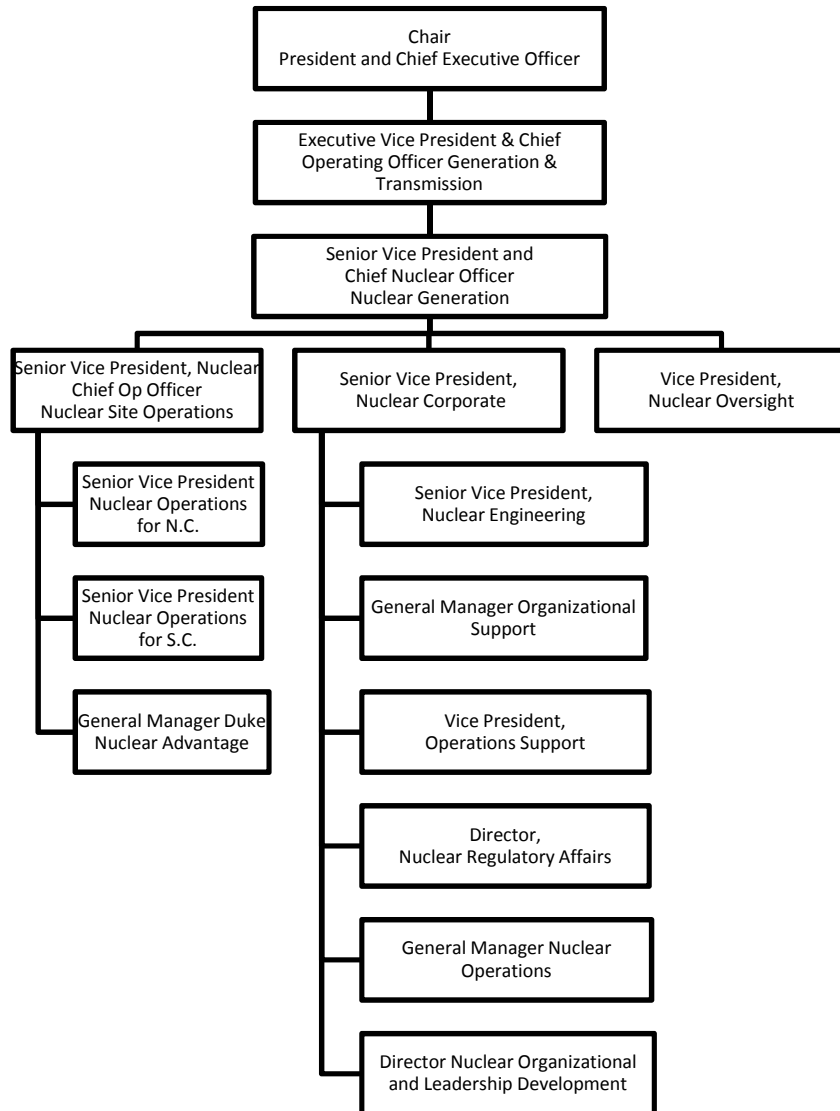 Chair
President and Chief Executive Officer
Executive Vice President & Chief
Operating Officer Generation &
Transmission
Senior Vice President and
Chief Nuclear Officer
Nuclear Generation
Senior Vice President, Nuclear
Chief Op Officer
Nuclear Site Operations
Senior Vice President,
Nuclear Corporate
Vice President,
Nuclear Oversight
Senior Vice President
Nuclear Operations
for N.C.
Senior Vice President
Nuclear Operations
for S.C.
General Manager Duke
Nuclear Advantage
Senior Vice President,
Nuclear Engineering
General Manager Organizational
Support
Vice President,
Operations Support
Director,
Nuclear Regulatory Affairs
General Manager Nuclear
Operations
Director Nuclear Organizational
and Leadership Development